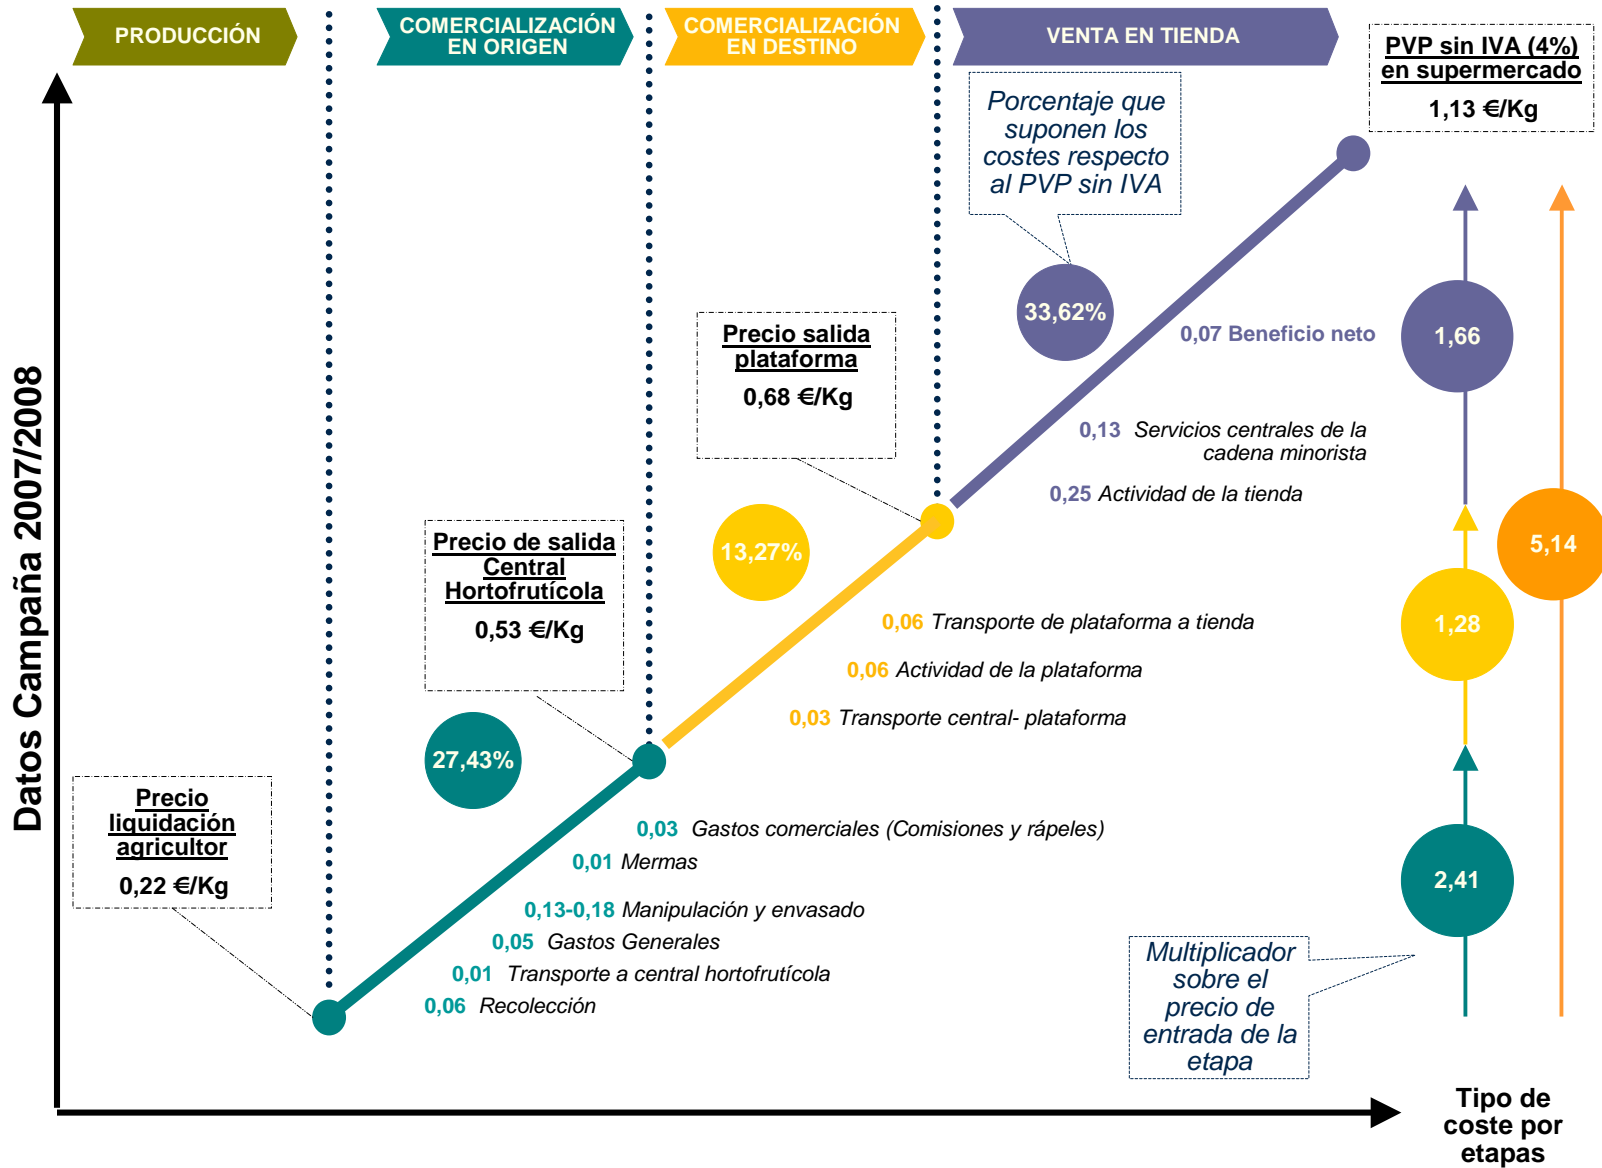 PRODUCCIÓN
COMERCIALIZACIÓN
EN ORIGEN
COMERCIALIZACIÓN
EN DESTINO
VENTA EN TIENDA
PVP sin IVA (4%)
en supermercado
1,13 €/Kg
Porcentaje que
suponen los
costes respecto
al PVP sin IVA
33,62%
Precio salida
plataforma
0,68 €/Kg
0,07 Beneficio neto
1,66
0,13 Servicios centrales de la
cadena minorista
0,25 Actividad de la tienda
Datos Campaña 2007/2008
Precio de salida
Central
Hortofrutícola
0,53 €/Kg
13,27%
5,14
0,06 Transporte de plataforma a tienda
1,28
0,06 Actividad de la plataforma
0,03 Transporte central- plataforma
27,43%
Precio
liquidación
agricultor
0,22 €/Kg
0,03 Gastos comerciales (Comisiones y rápeles)
0,01 Mermas
2,41
0,13-0,18 Manipulación y envasado
0,05 Gastos Generales
0,01 Transporte a central hortofrutícola
0,06 Recolección
Multiplicador
sobre el
precio de
entrada de la
etapa
Tipo de
coste por
etapas